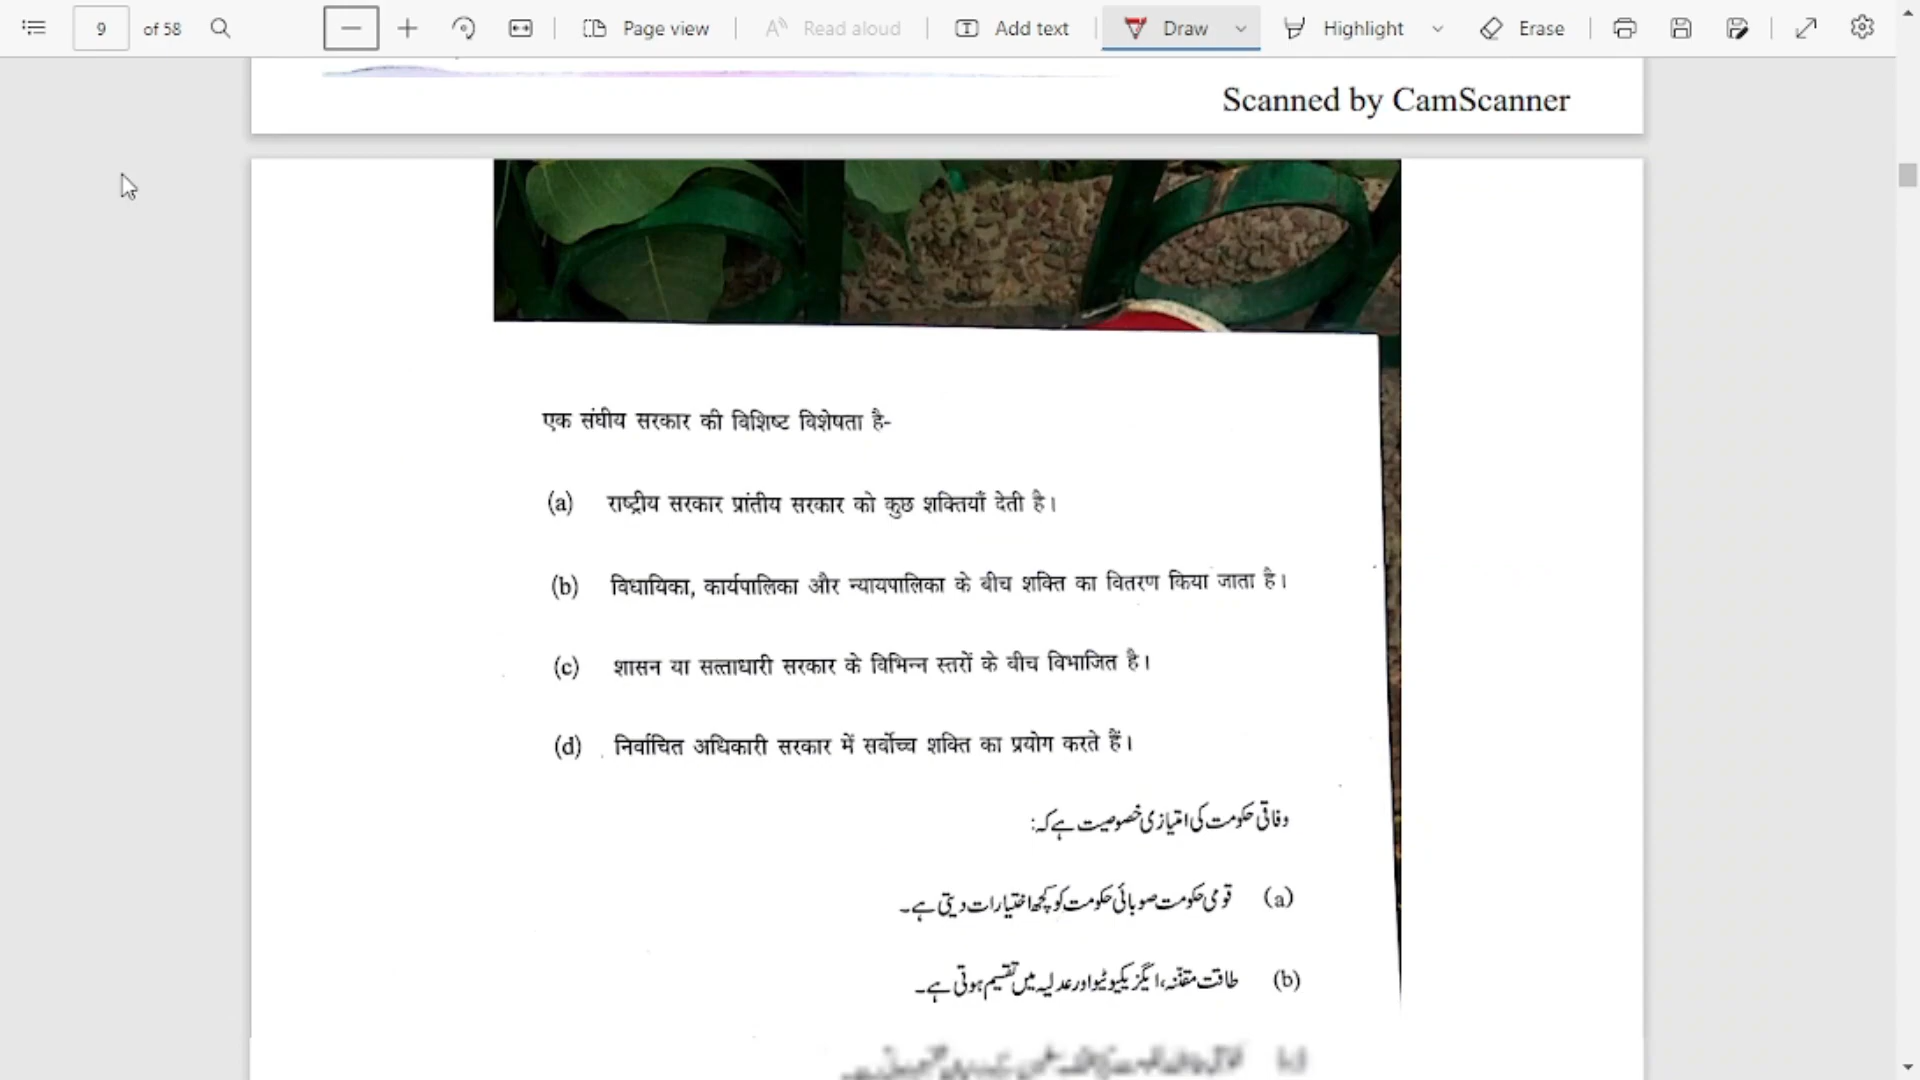 9 of 58 Page view Read aloud Add text Draw Highlight Erase
Scanned by CamScanner
एक संघीय सरकार की विशिष्ट विशेषता है-
(a) राष्ट्रीय सरकार प्रांतीय सरकार को कुछ शक्तियाँ देती है।
(b) विधायिका, कार्यपालिका और न्यायपालिका के बीच शक्ति का वितरण किया जाता है।
(c) शासन या सत्ताधारी सरकार के विभिन्न स्तरों के बीच विभाजित है।
(d) निर्वाचित अधिकारी सरकार में सर्वोच्च शक्ति का प्रयोग करते हैं।
وفاقی حکومت کی امتیازی خصوصیت ہے کہ:
(a) قومی حکومت صوبائی حکومت کو کچھ اختیارات دیتی ہے۔
(b) طاقت مقنّنہ، ایگزیکیوٹیو اور عدلیہ میں تقسیم ہوتی ہے۔